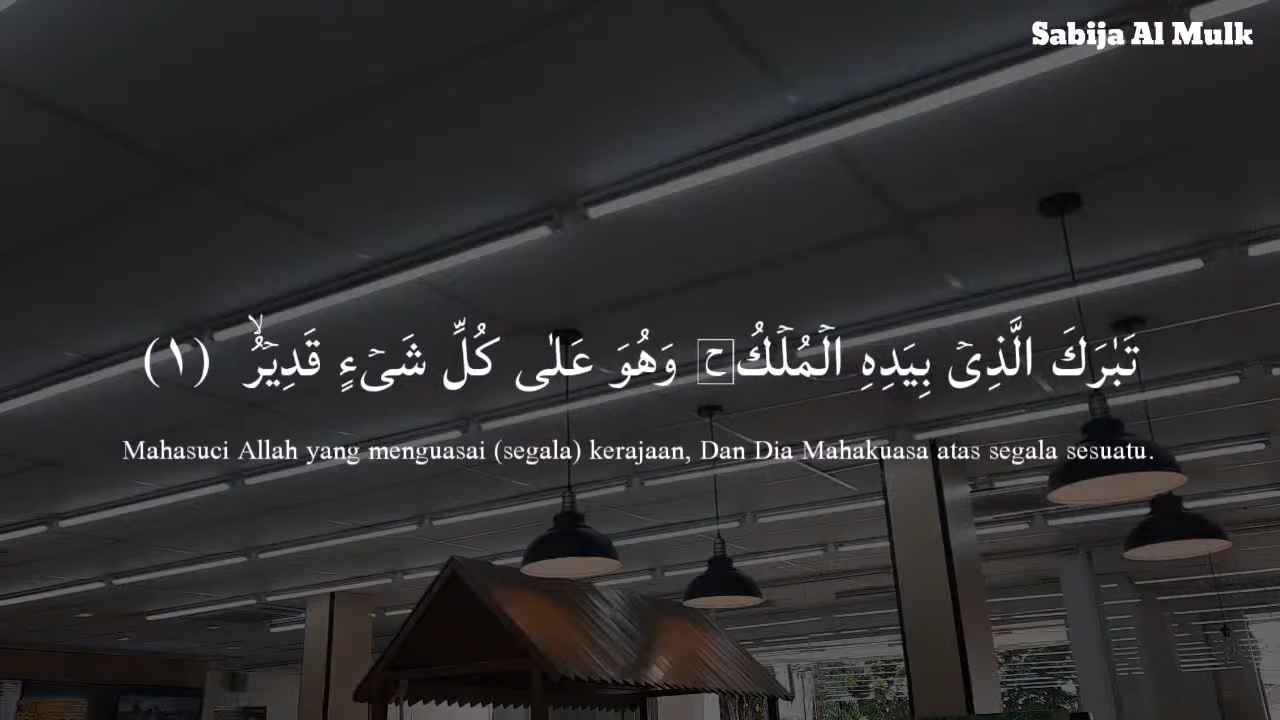 Sabija Al Mulk
تَبٰرَكَ الَّذِيْ بِيَدِهِ الْمُلْكُۖ وَهُوَ عَلٰى كُلِّ شَيْءٍ قَدِيْرٌۙ (١)
Mahasuci Allah yang menguasai (segala) kerajaan, Dan Dia Mahakuasa atas segala sesuatu.